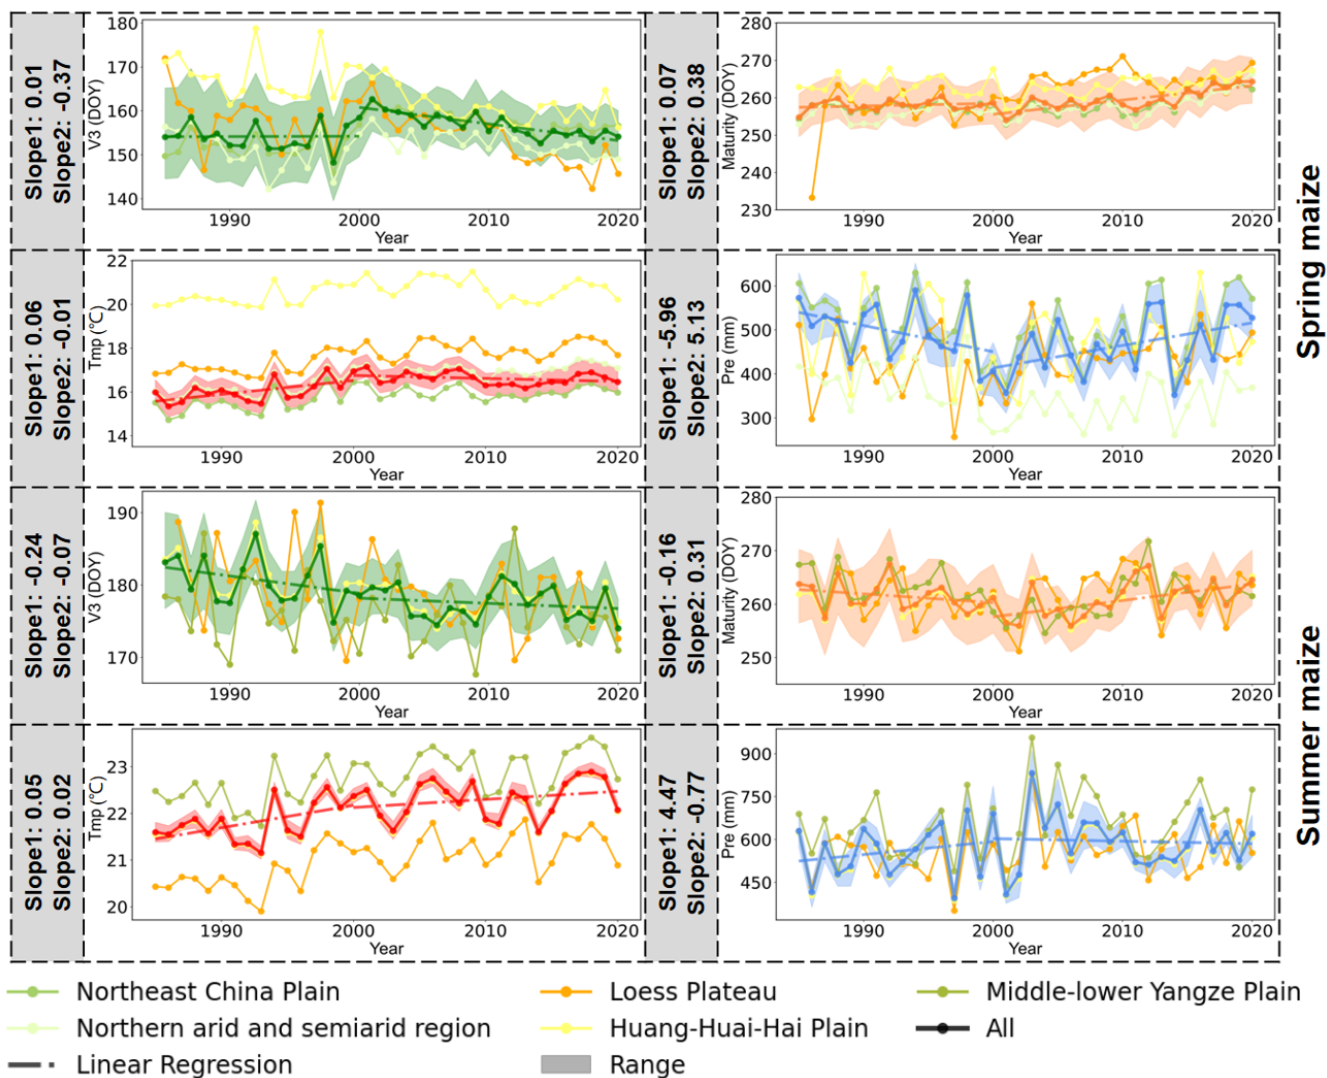 Slope1: 0.01
Slope2: -0.37
V3 (DOY)
180
170
160
150
140
1990
2000
2010
2020
Year
Slope1: 0.07
Slope2: 0.38
Maturity (DOY)
280
270
260
250
240
230
1990
2000
2010
2020
Year
Spring maize
Slope1: 0.06
Slope2: -0.01
Tmp (℃)
22
20
18
16
14
1990
2000
2010
2020
Year
Slope1: -5.96
Slope2: 5.13
Pre (mm)
600
500
400
300
1990
2000
2010
2020
Year
Slope1: -0.24
Slope2: -0.07
V3 (DOY)
190
180
170
1990
2000
2010
2020
Year
Slope1: -0.16
Slope2: 0.31
Maturity (DOY)
280
270
260
250
1990
2000
2010
2020
Year
Summer maize
Slope1: 0.05
Slope2: 0.02
Tmp (℃)
23
22
21
20
1990
2000
2010
2020
Year
Slope1: 4.47
Slope2: -0.77
Pre (mm)
900
750
600
450
1990
2000
2010
2020
Year
Northeast China Plain
Loess Plateau
Middle-lower Yangze Plain
Northern arid and semiarid region
Huang-Huai-Hai Plain
All
Linear Regression
Range